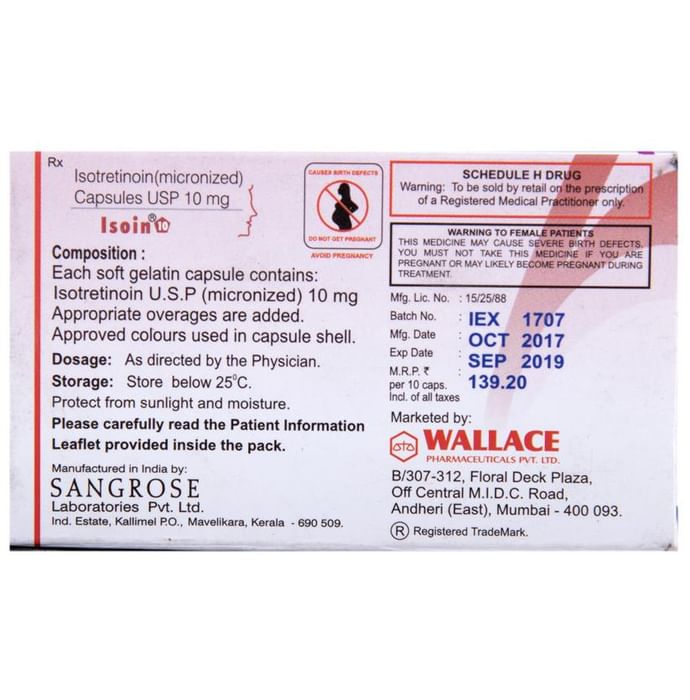 Rx
Isotretinoin(micronized)
Capsules USP 10 mg
Isoin® 10
CAUSES BIRTH DEFECTS
DO NOT GET PREGNANT
AVOID PREGNANCY
Composition :
Each soft gelatin capsule contains:
Isotretinoin U.S.P (micronized) 10 mg
Appropriate overages are added.
Approved colours used in capsule shell.
Dosage: As directed by the Physician.
Storage: Store below 25°C.
Protect from sunlight and moisture.
Please carefully read the Patient Information
Leaflet provided inside the pack.
Manufactured in India by:
SANGROSE
Laboratories Pvt. Ltd.
Ind. Estate, Kallimel P.O., Mavelikara, Kerala - 690 509.
SCHEDULE H DRUG
Warning: To be sold by retail on the prescription
of a Registered Medical Practitioner only.
WARNING TO FEMALE PATIENTS
THIS MEDICINE MAY CAUSE SEVERE BIRTH DEFECTS.
YOU MUST NOT TAKE THIS MEDICINE IF YOU ARE
PREGNANT OR MAY LIKELY BECOME PREGNANT DURING
TREATMENT.
Mfg. Lic. No. : 15/25/88
Batch No. : IEX 1707
Mfg. Date : OCT 2017
Exp Date : SEP 2019
M.R.P. ₹ : 139.20
per 10 caps.
Incl. of all taxes
Marketed by:
WALLACE
PHARMACEUTICALS PVT. LTD.
B/307-312, Floral Deck Plaza,
Off Central M.I.D.C. Road,
Andheri (East), Mumbai - 400 093.
® Registered TradeMark.